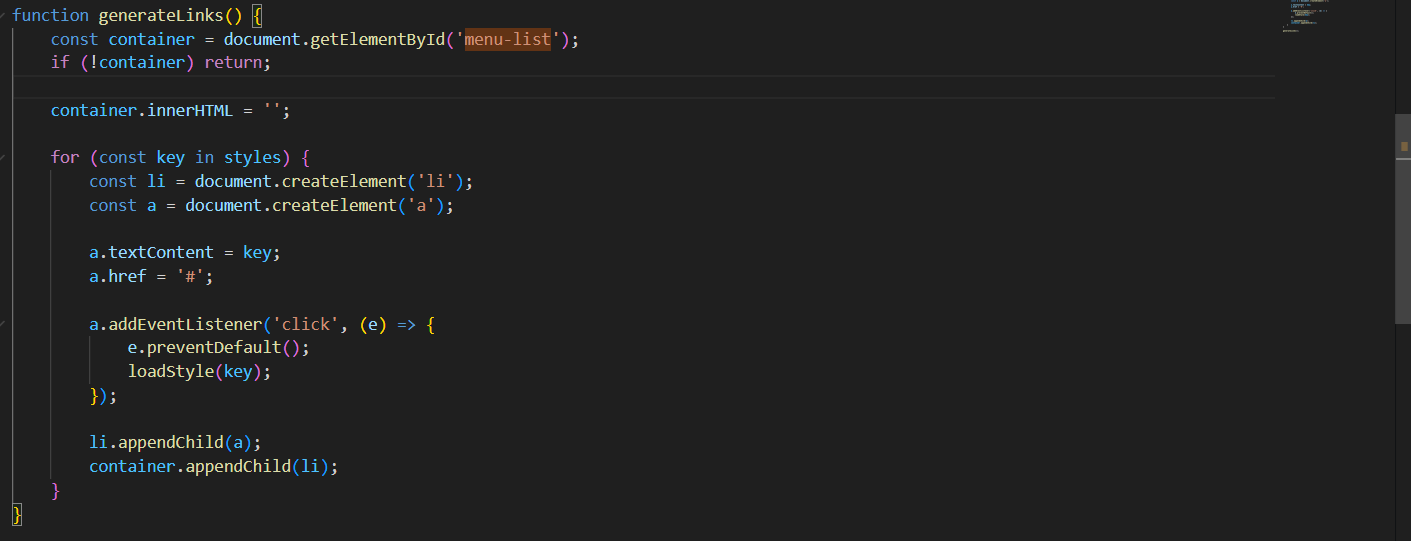 function generateLinks() {
    const container = document.getElementById('menu-list');
    if (!container) return;

    container.innerHTML = '';

    for (const key in styles) {
        const li = document.createElement('li');
        const a = document.createElement('a');

        a.textContent = key;
        a.href = '#';

        a.addEventListener('click', (e) => {
            e.preventDefault();
            loadStyle(key);
        });

        li.appendChild(a);
        container.appendChild(li);
    }
}